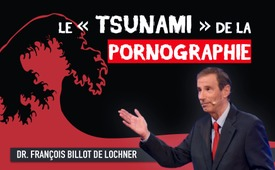 LE « TSUNAMI » DE LA
PORNOGRAPHIE
DR. FRANÇOIS BILLOT DE LOCHNER